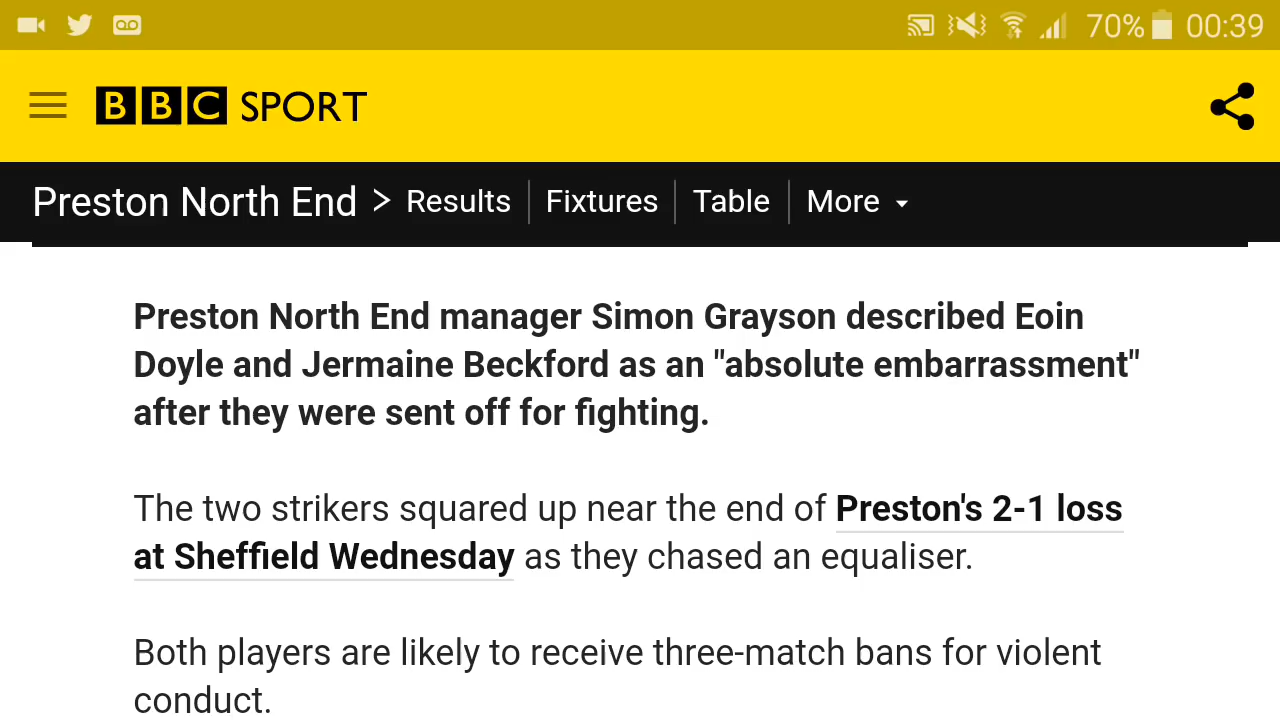 70% 00:39
BBC SPORT
Preston North End > Results Fixtures Table More
Preston North End manager Simon Grayson described Eoin
Doyle and Jermaine Beckford as an "absolute embarrassment"
after they were sent off for fighting.
The two strikers squared up near the end of Preston's 2-1 loss
at Sheffield Wednesday as they chased an equaliser.
Both players are likely to receive three-match bans for violent
conduct.